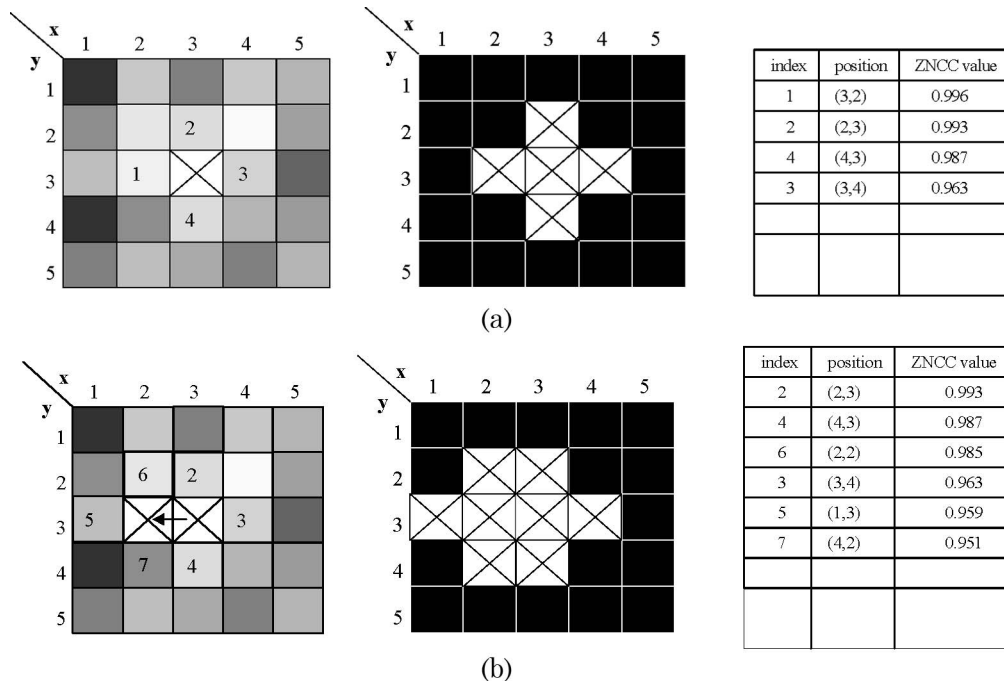 x
1 2 3 4 5
y
1
2 2
3 1 3
4 4
5
x
1 2 3 4 5
y
1
2
3
4
5
index position ZNCC value
1 (3,2) 0.996
2 (2,3) 0.993
4 (4,3) 0.987
3 (3,4) 0.963
(a)
x
1 2 3 4 5
y
1
2 6 2
3 5 3
4 7 4
5
x
1 2 3 4 5
y
1
2
3
4
5
index position ZNCC value
2 (2,3) 0.993
4 (4,3) 0.987
6 (2,2) 0.985
3 (3,4) 0.963
5 (1,3) 0.959
7 (4,2) 0.951
(b)